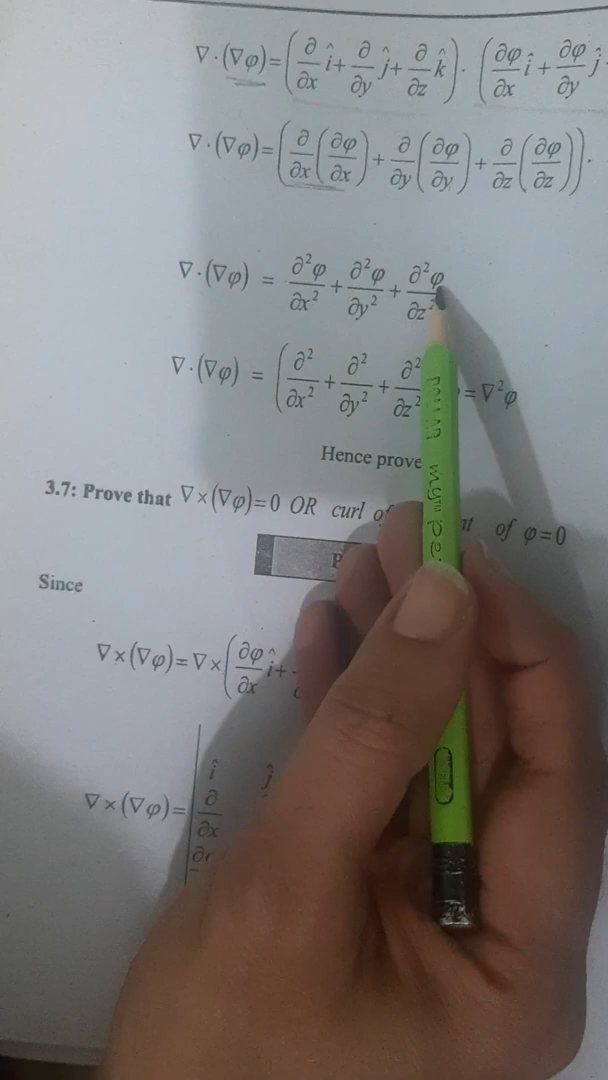 ∇·(∇φ)=(∂/∂x î+ ∂/∂y ĵ+ ∂/∂z k̂)·(∂φ/∂x î + ∂φ/∂y ĵ
∇·(∇φ)=(∂/∂x(∂φ/∂x)+ ∂/∂y(∂φ/∂y)+ ∂/∂z(∂φ/∂z))·
∇·(∇φ) = ∂²φ/∂x² + ∂²φ/∂y² + ∂²φ/∂z²
∇·(∇φ) = (∂²/∂x² + ∂²/∂y² + ∂²/∂z² =∇²φ
Hence prove
3.7: Prove that ∇×(∇φ)=0 OR curl of φ=0
Since
∇×(∇φ)=∇×(∂φ/∂x î+
∇×(∇φ)= | î ĵ
∂/∂x